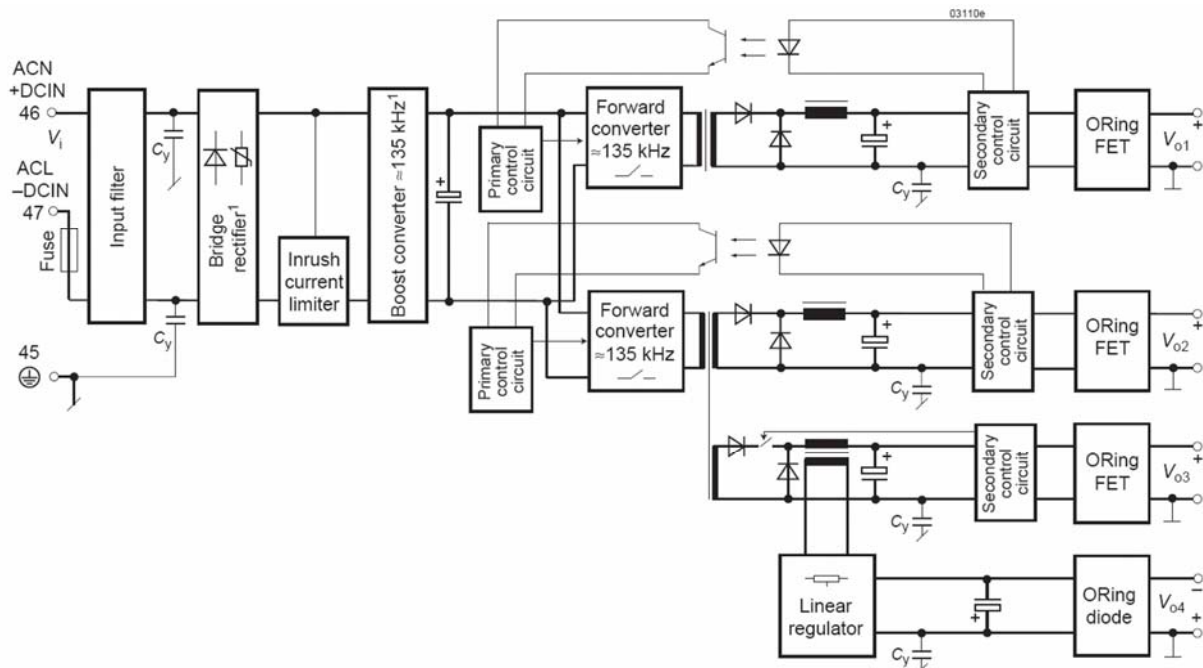 03110e
ACN
+DCIN
46
Vi
ACL
–DCIN
47
Fuse
45
Input filter
Cy
Cy
Bridge
rectifier1
Inrush
current
limiter
Boost converter ≈135 kHz1
+
Primary
control
circuit
Forward
converter
≈135 kHz
+
Cy
Secondary
control
circuit
ORing
FET
+
Vo1
–
Primary
control
circuit
Forward
converter
≈135 kHz
+
Cy
Secondary
control
circuit
ORing
FET
+
Vo2
–
+
Cy
Secondary
control
circuit
ORing
FET
+
Vo3
–
Linear
regulator
Cy
+
ORing
diode
–
Vo4
+